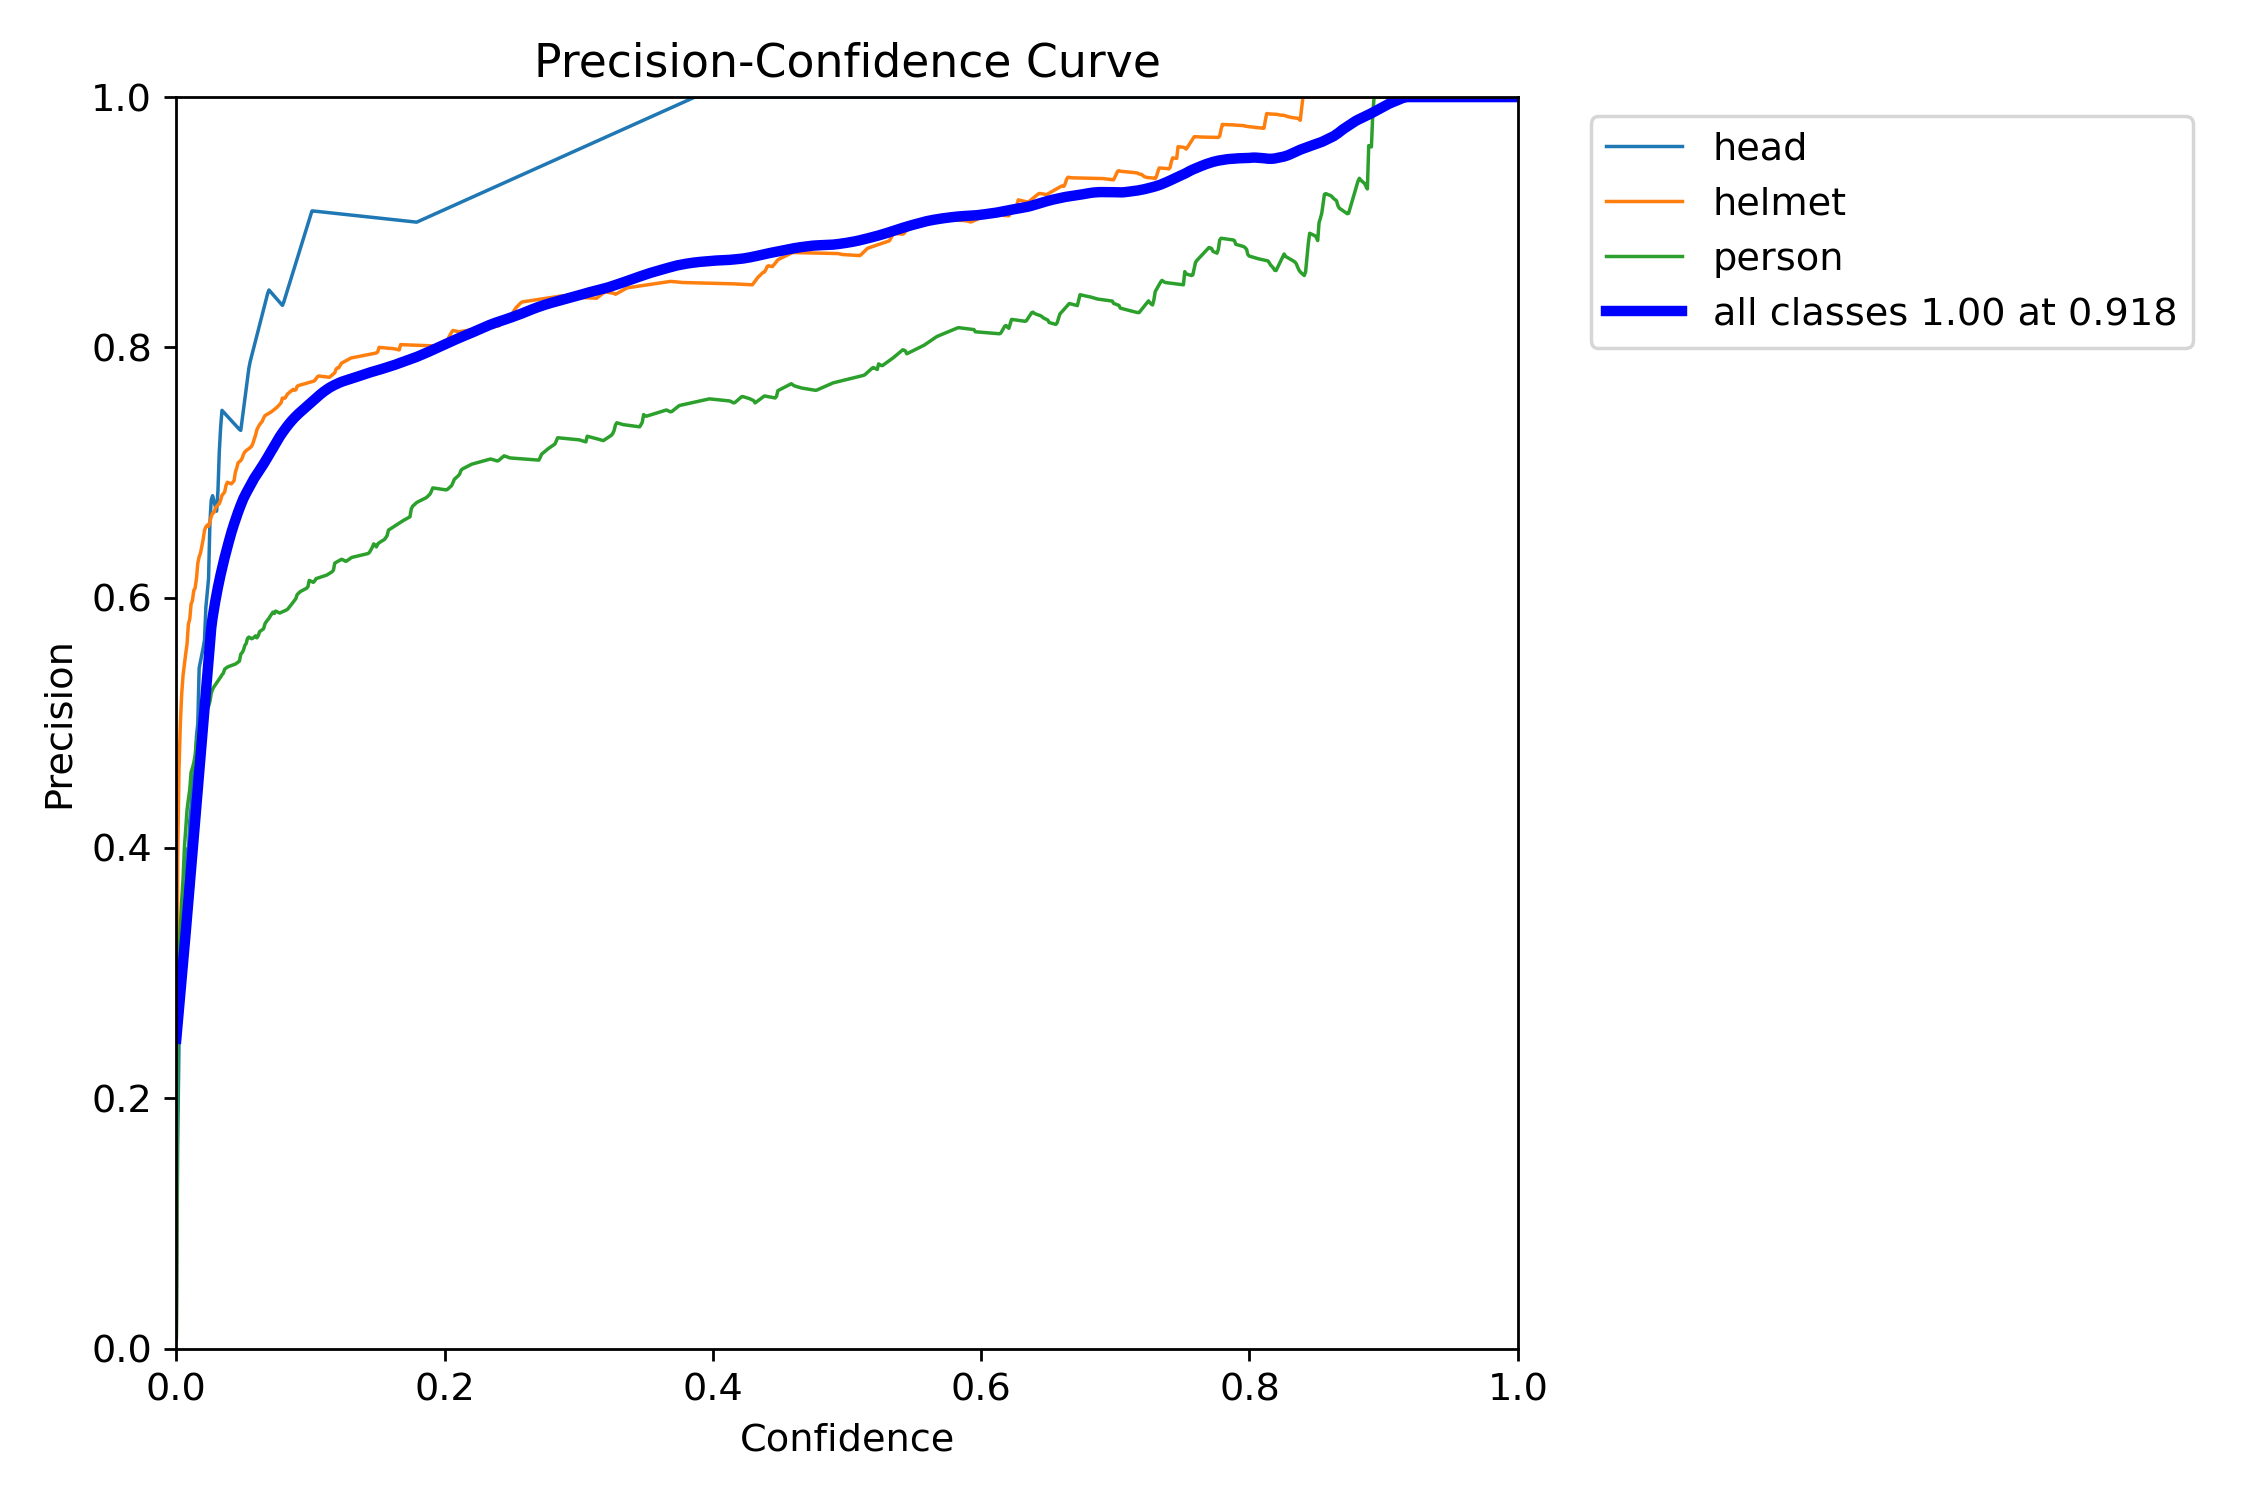 Precision-Confidence Curve
1.0
0.8
0.6
0.4
0.2
0.0
Precision
0.0 0.2 0.4 0.6 0.8 1.0
Confidence
head
helmet
person
all classes 1.00 at 0.918